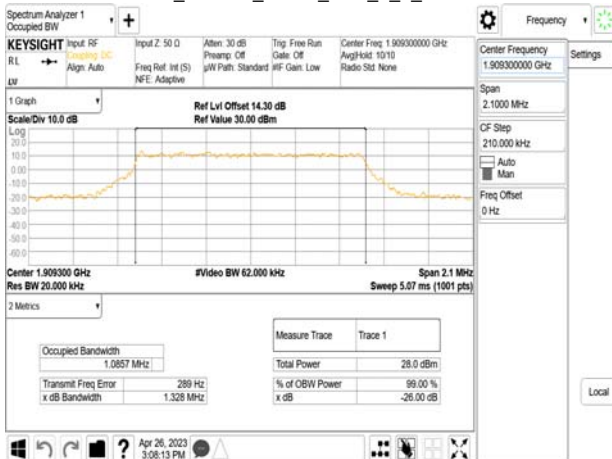 Spectrum Analyzer 1
Occupied BW
Frequency
KEYSIGHT
RL
Input: RF
Coupling: DC
Align: Auto
Input Z: 50 Ω
Freq Ref: Int (S)
NFE: Adaptive
Atten: 30 dB
Preamp: Off
µW Path: Standard
Trig: Free Run
Gate: Off
#IF Gain: Low
Center Freq: 1.909300000 GHz
Avg|Hold: 10/10
Radio Std: None
Center Frequency
1.909300000 GHz
Settings
Span
2.1000 MHz
CF Step
210.000 kHz
Auto
Man
Freq Offset
0 Hz
Local
1 Graph
Scale/Div 10.0 dB
Ref Lvl Offset 14.30 dB
Ref Value 30.00 dBm
Log
20.0
10.0
0.00
-10.0
-20.0
-30.0
-40.0
-50.0
-60.0
Center 1.909300 GHz
Res BW 20.000 kHz
#Video BW 62.000 kHz
Span 2.1 MHz
Sweep 5.07 ms (1001 pts)
2 Metrics
Measure Trace Trace 1
Occupied Bandwidth
1.0857 MHz
Total Power 28.0 dBm
Transmit Freq Error 289 Hz
% of OBW Power 99.00 %
x dB Bandwidth 1.328 MHz
x dB -26.00 dB
?
Apr 26, 2023
3:08:13 PM